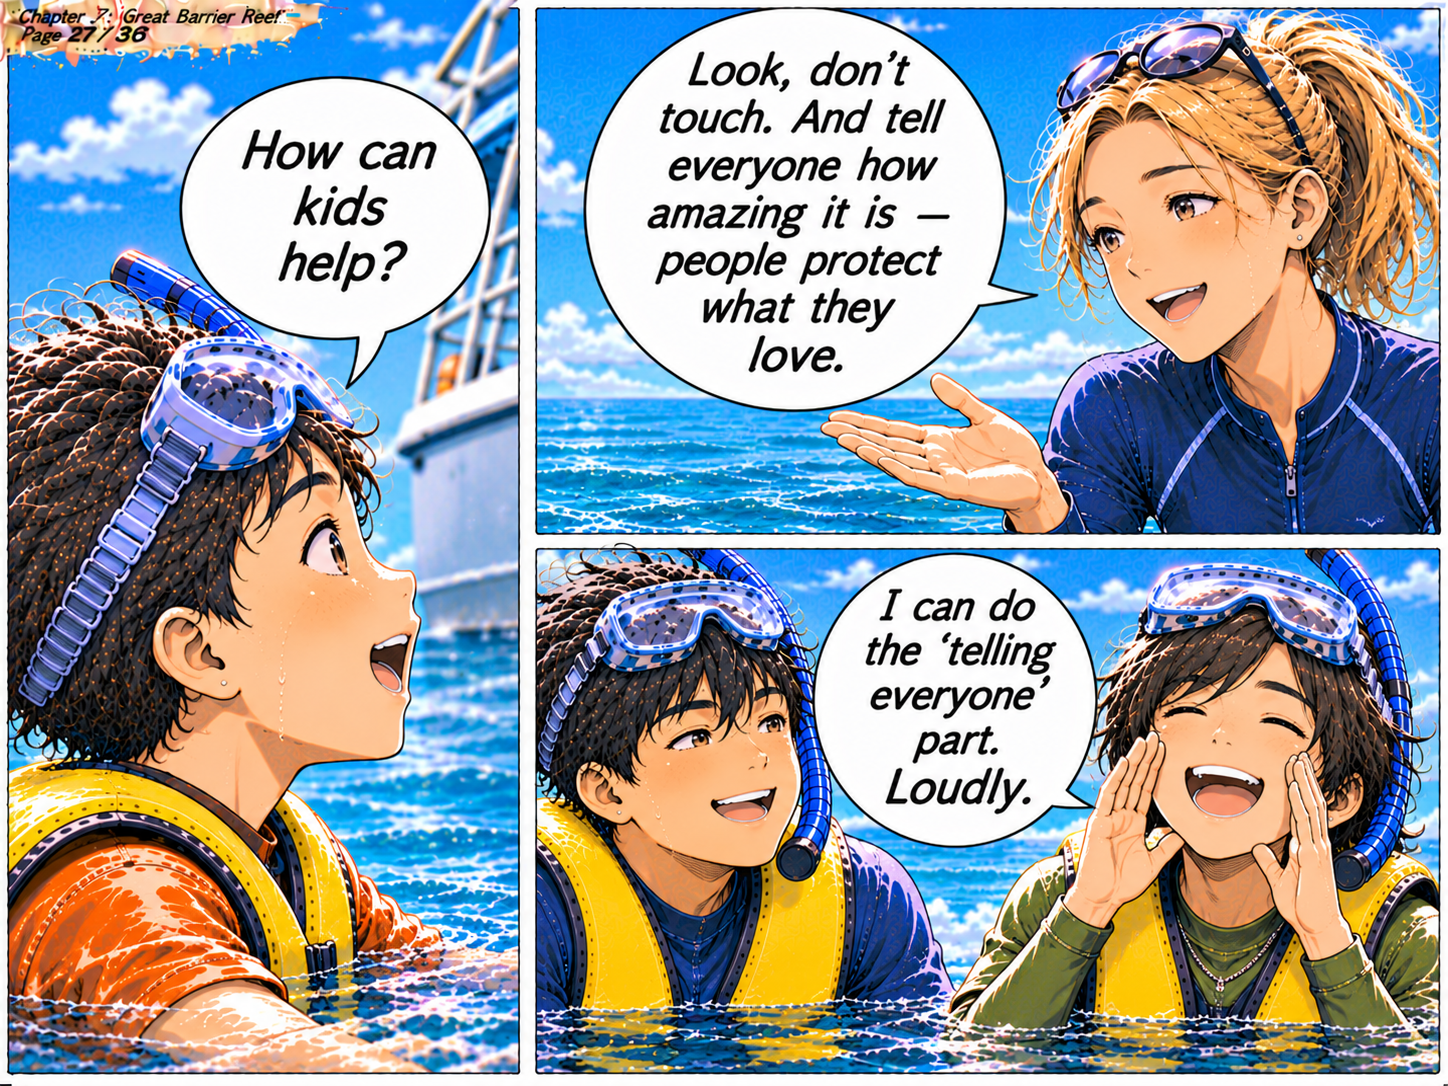 Chapter 7: Great Barrier Reef
Page 27/36
How can
kids
help?
Look, don't
touch. And tell
everyone how
amazing it is —
people protect
what they
love.
I can do
the 'telling
everyone'
part.
Loudly.